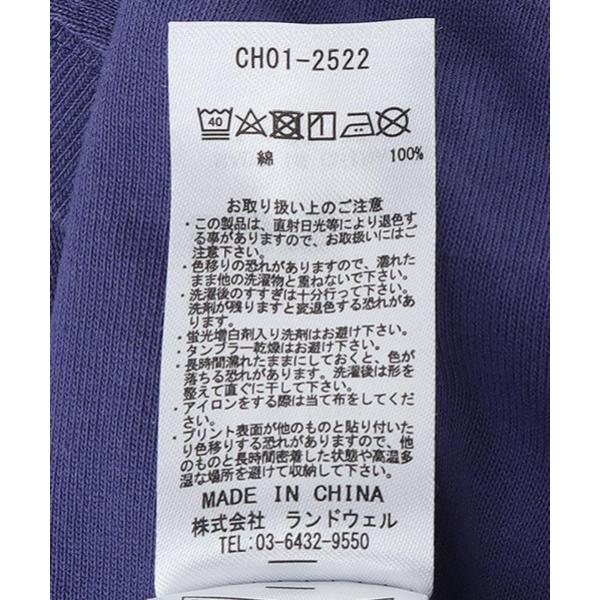 CH01-2522
40
綿 100%
お取り扱い上のご注意
・この製品は、直射日光等により退色す
る事がありますので、お取扱いにはご
注意下さい。
・色移りの恐れがありますので、濡れた
まま他の洗濯物と重ねないで下さい。
・洗濯後のすすぎは十分行って下さい。
洗剤が残りますと変退色する恐れがあ
ります。
・蛍光増白剤入り洗剤はお避け下さい。
・タンブラー乾燥はお避け下さい。
・長時間濡れたままにしておくと、色が
落ちる恐れがあります。洗濯後は形を
整えて直ぐに干して下さい。
・アイロンをする際は当て布をしてくだ
さい。
・プリント表面が他のものと貼り付いた
り色移りする恐れがありますので、他
のものと長時間密着した状態や高温多
湿な場所を避けて収納して下さい。
MADE IN CHINA
株式会社 ランドウェル
TEL:03-6432-9550